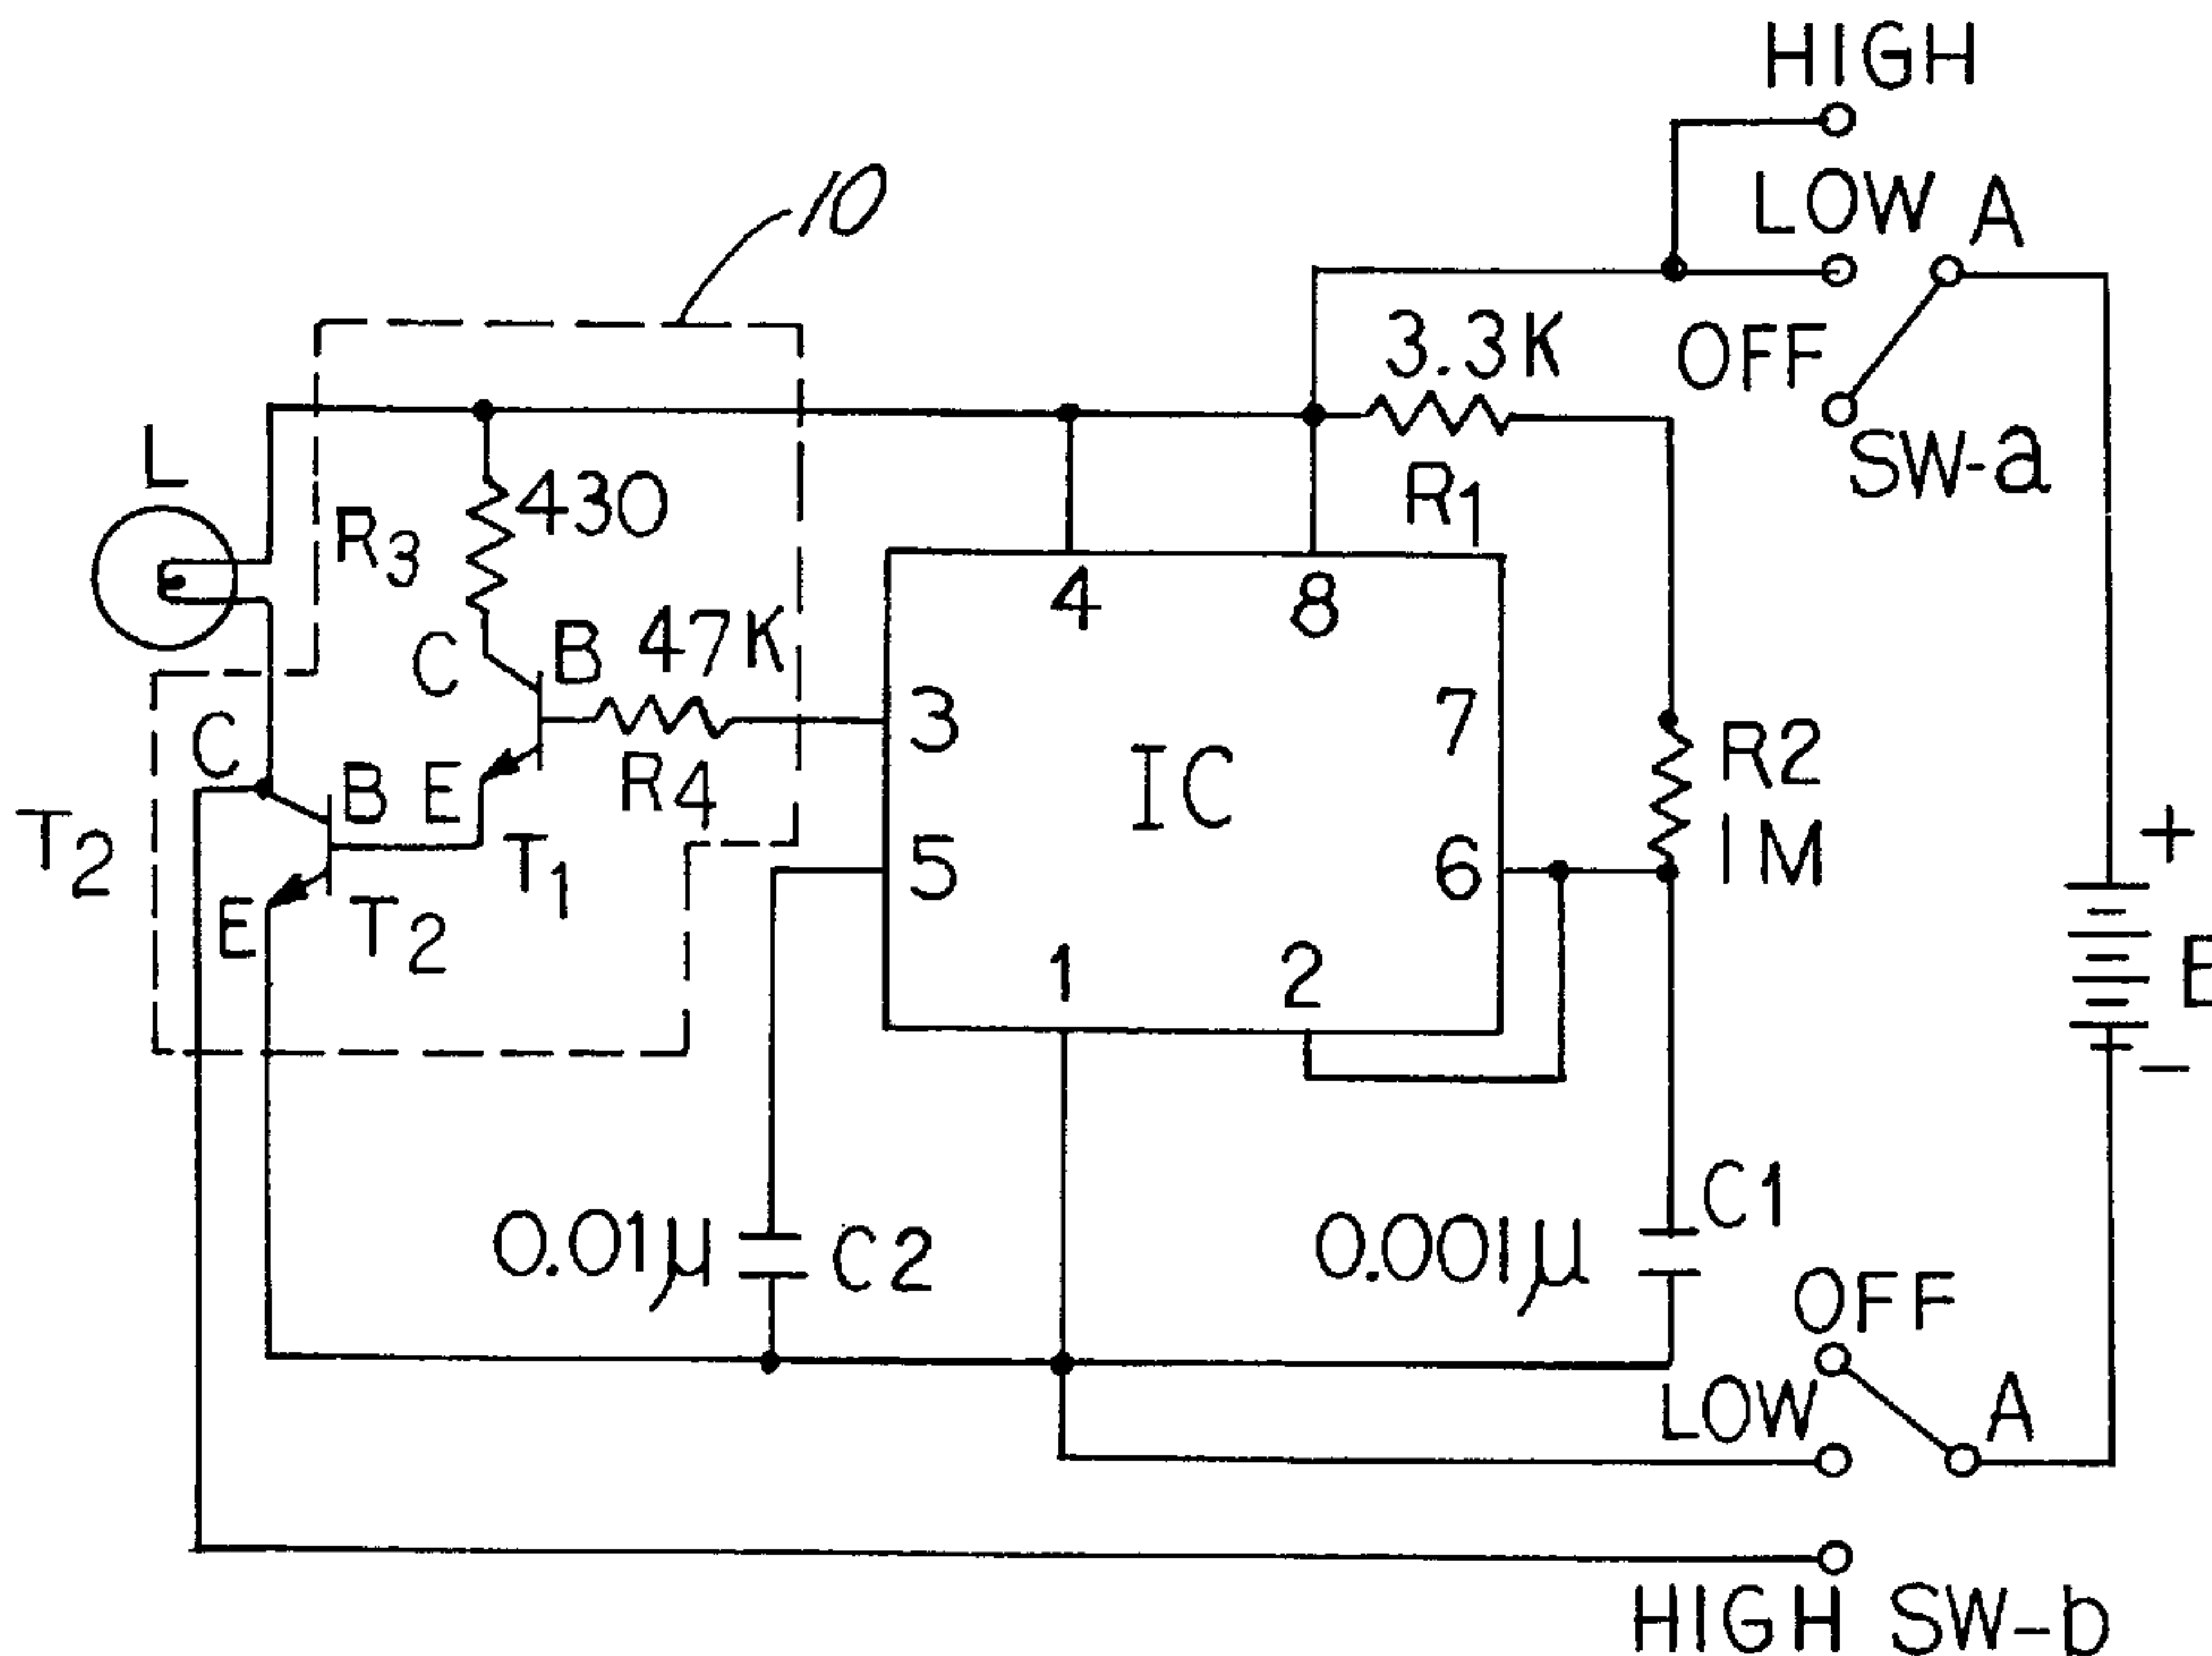 HIGH
10
LOW A
OFF
3.3K
SW-a
L
R1
R3 430
4 8
C B 47K
3 7
IC
R2
C
B E R4
T2
T1
5 6
1M
+
E T2
1 2
E
-
C1
0.01µ C2
0.001µ
OFF
LOW A
HIGH SW-b